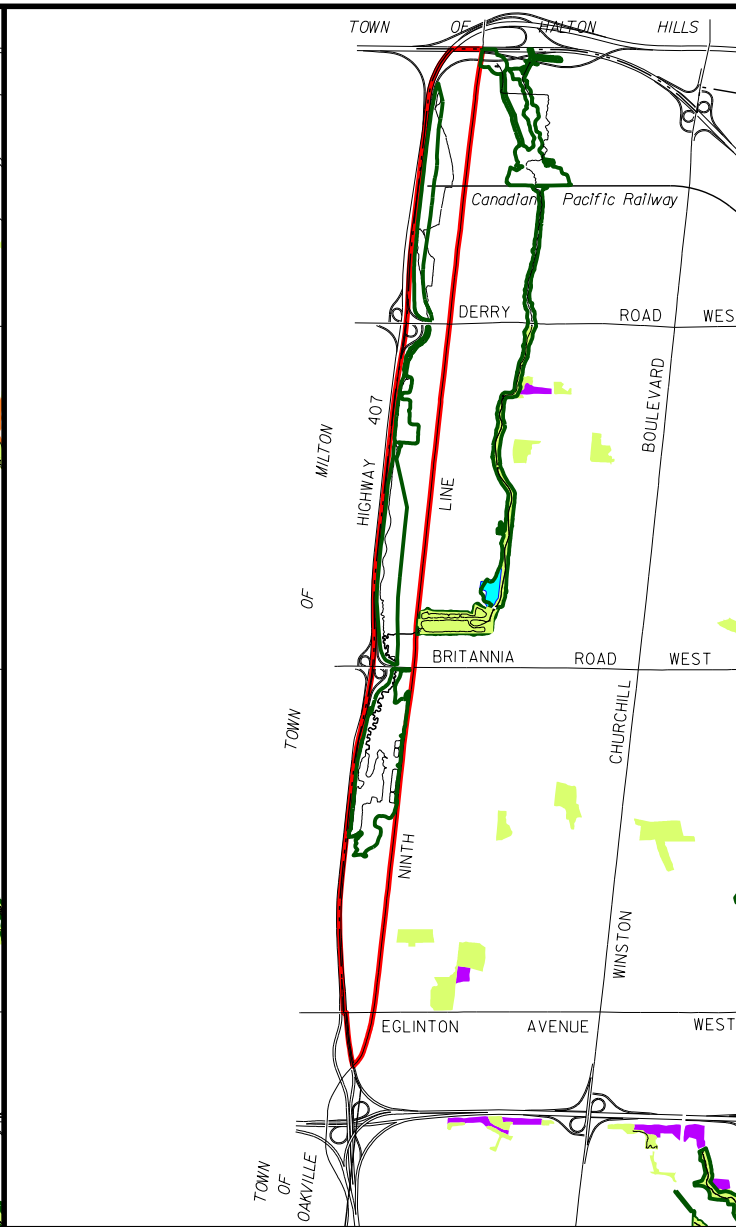 TOWN OF HALTON HILLS
Canadian Pacific Railway
DERRY ROAD WES
HIGHWAY 407
TOWN OF MILTON
NINTH LINE
WINSTON CHURCHILL BOULEVARD
BRITANNIA ROAD WEST
EGLINTON AVENUE WEST
TOWN
OF
OAKVILLE